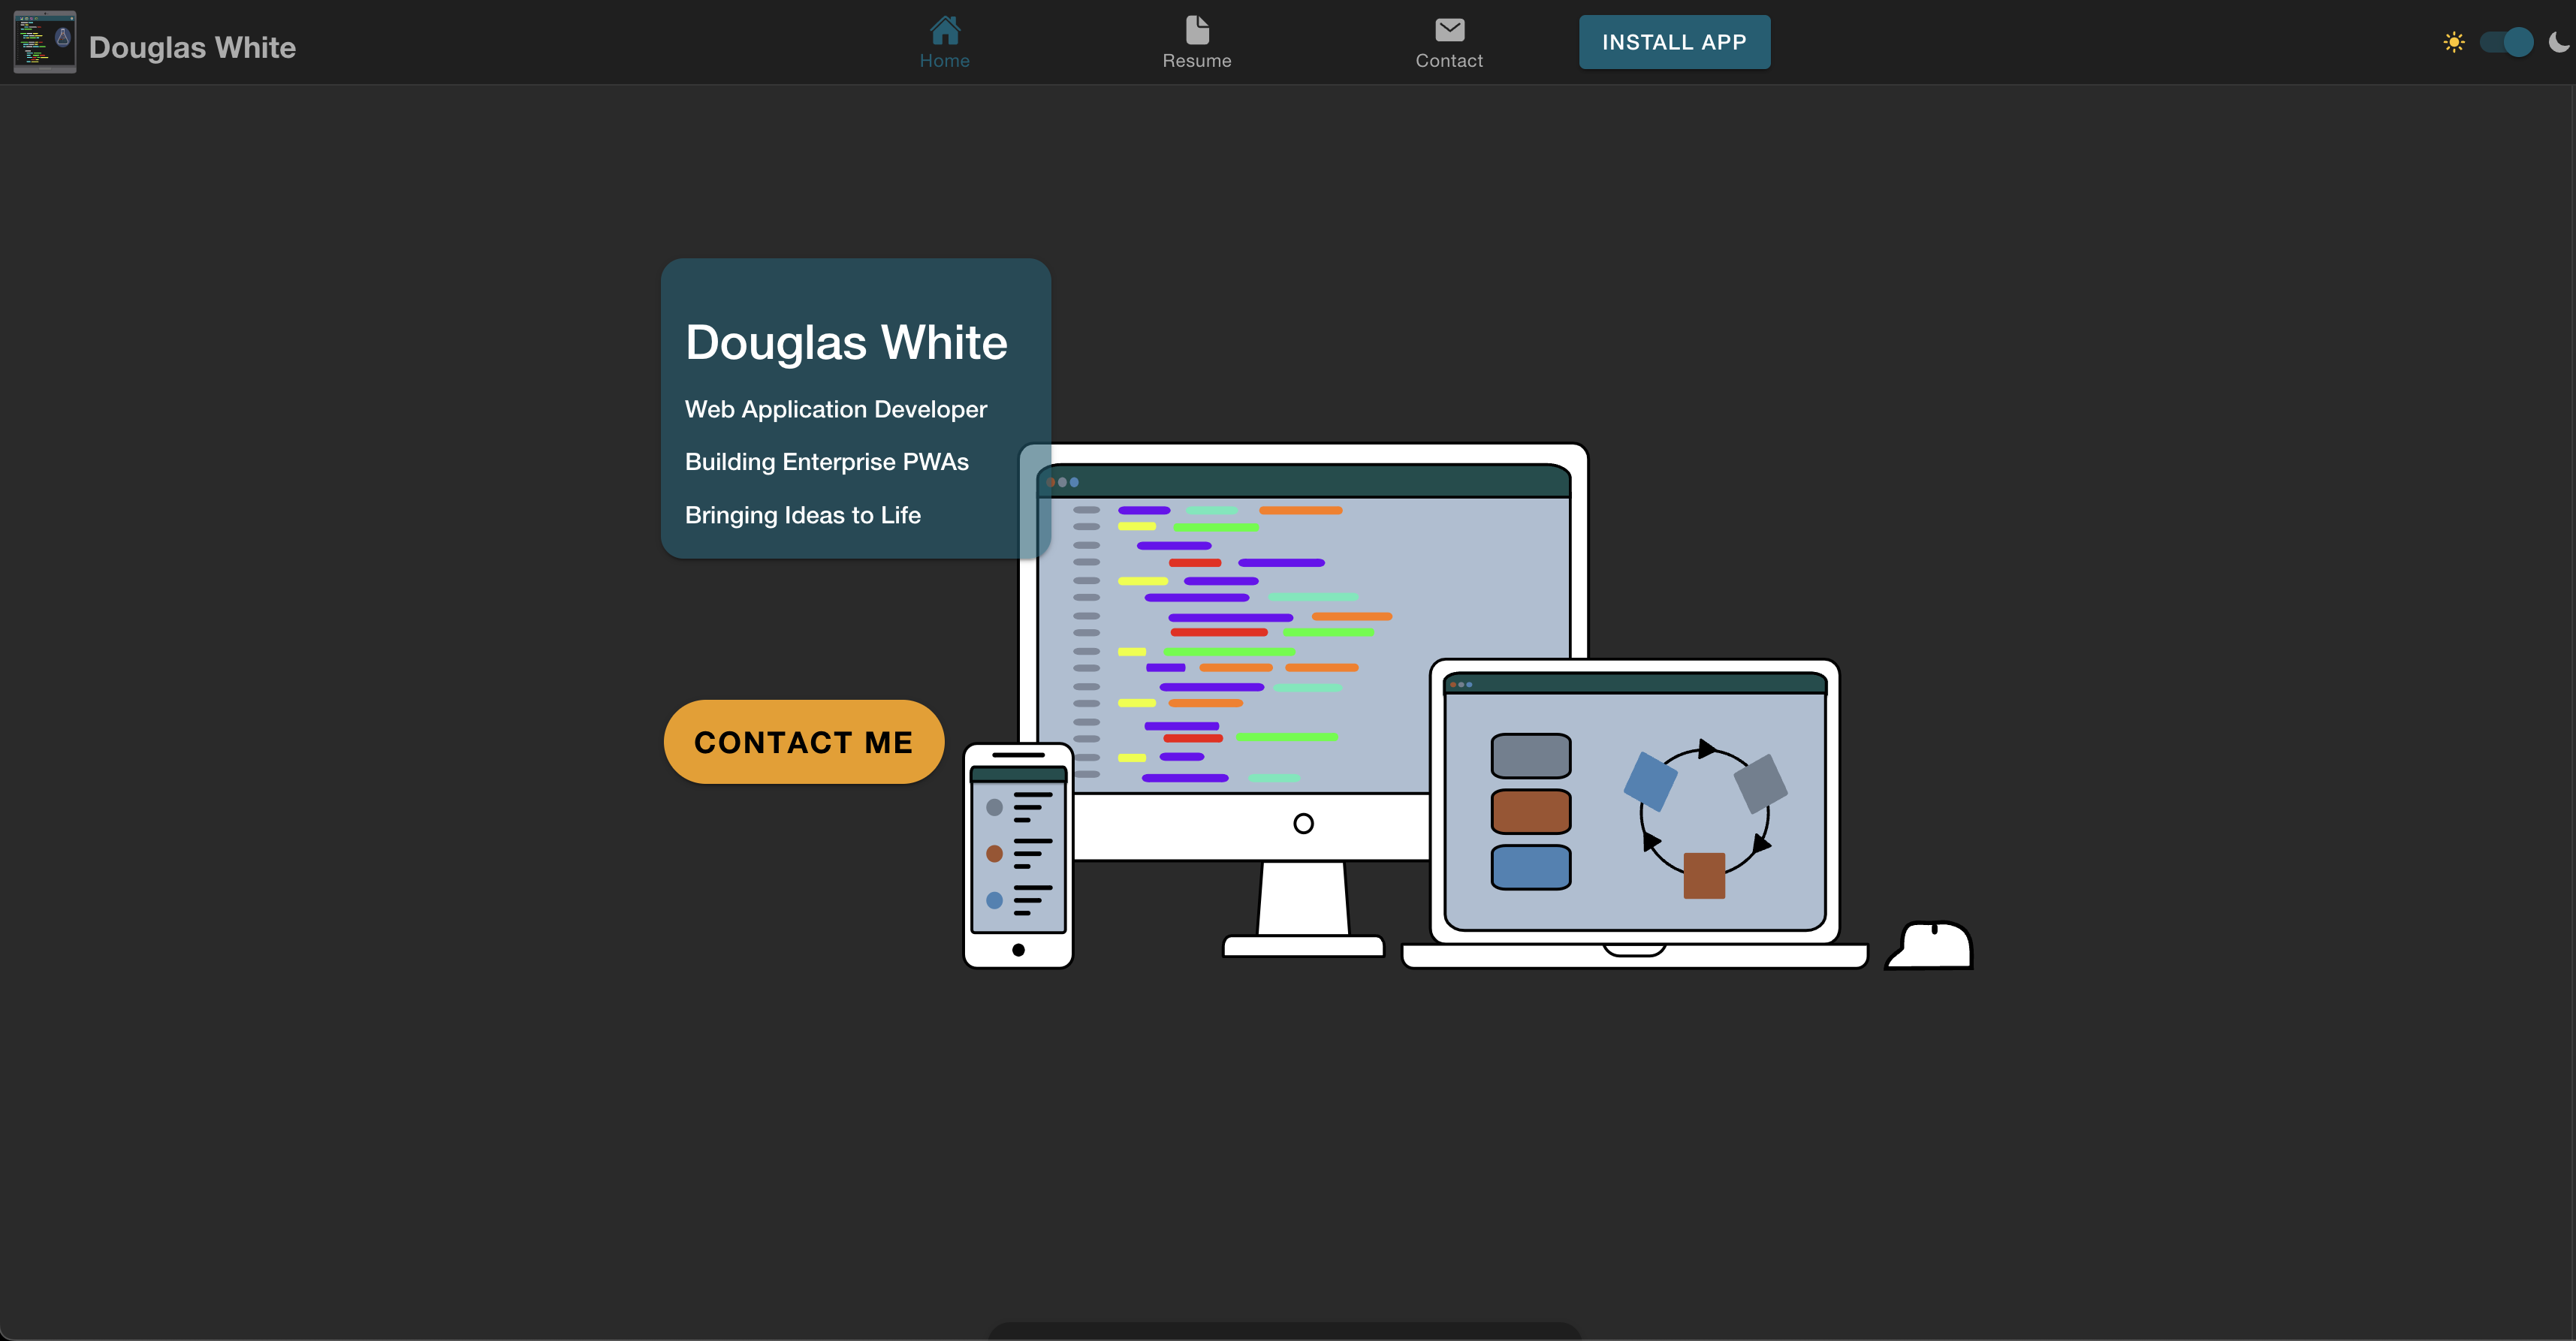 Douglas White
Home
Resume
Contact
INSTALL APP
Douglas White
Web Application Developer
Building Enterprise PWAs
Bringing Ideas to Life
CONTACT ME